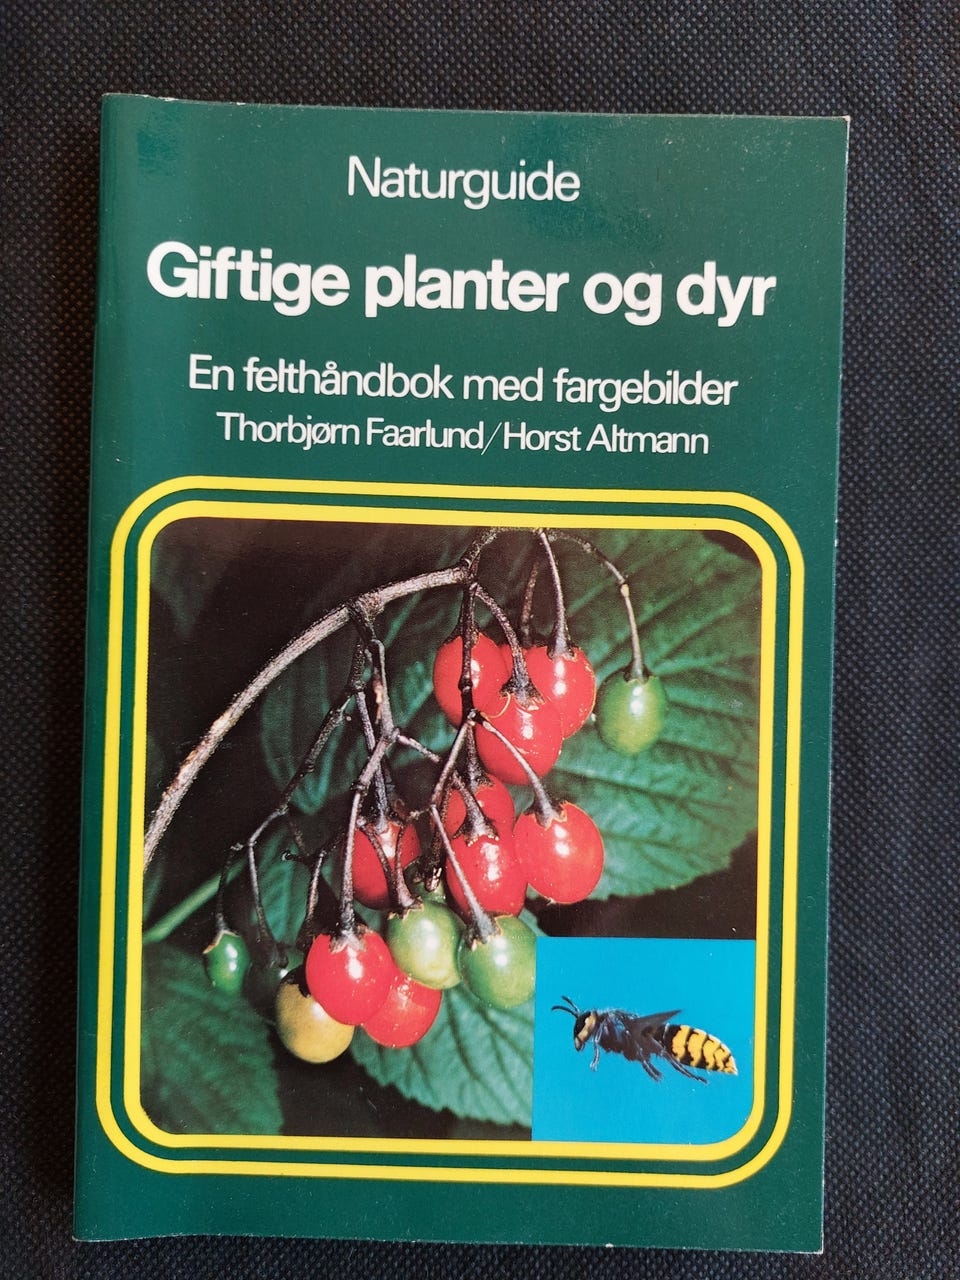 Naturguide
Giftige planter og dyr
En felthåndbok med fargebilder
Thorbjørn Faarlund/Horst Altmann